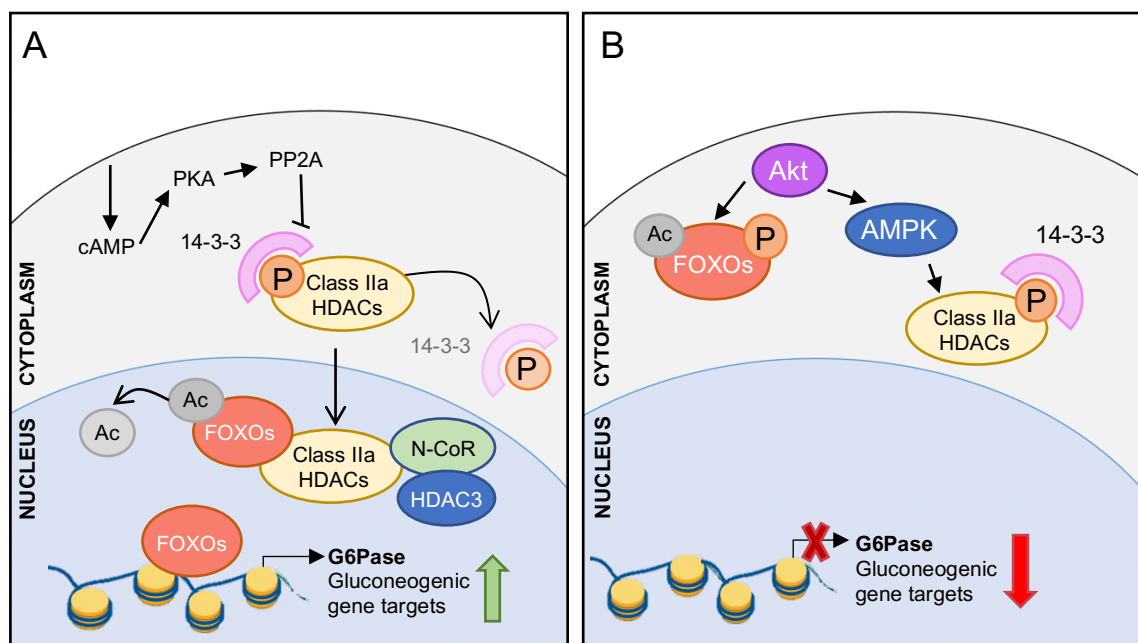 A
PP2A
PKA
cAMP
14-3-3
P
Class IIa
HDACs
14-3-3
P
CYTOPLASM
NUCLEUS
Ac
Ac
FOXOs
Class IIa
HDACs
N-CoR
HDAC3
FOXOs
G6Pase
Gluconeogenic
gene targets
B
Akt
Ac
P
FOXOs
AMPK
14-3-3
P
Class IIa
HDACs
CYTOPLASM
NUCLEUS
G6Pase
Gluconeogenic
gene targets